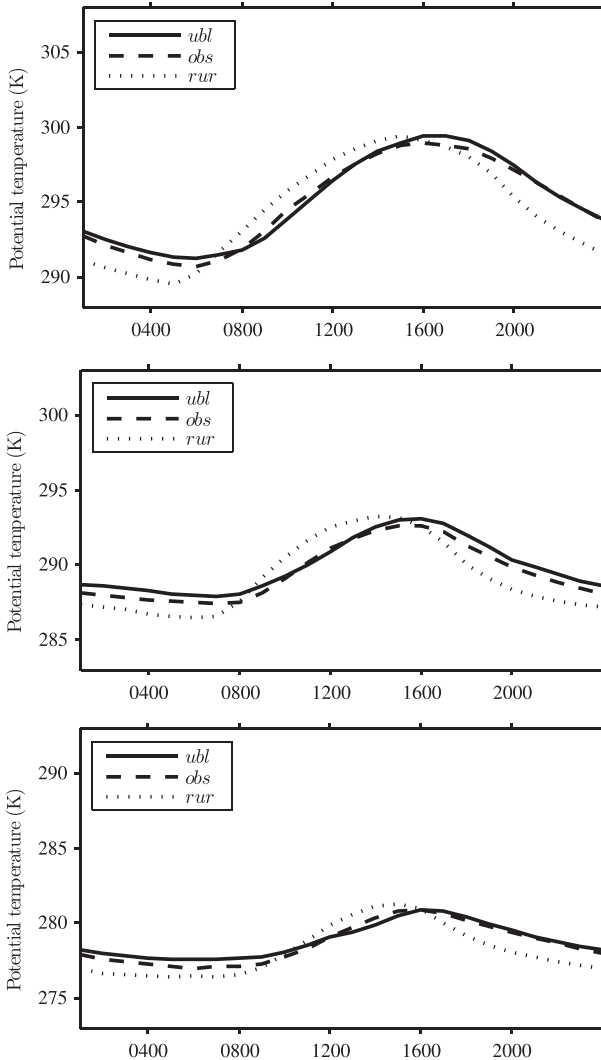 Potential temperature (K)
305
300
295
290
ubl
obs
rur
0400 0800 1200 1600 2000
Potential temperature (K)
300
295
290
285
ubl
obs
rur
0400 0800 1200 1600 2000
Potential temperature (K)
290
285
280
275
ubl
obs
rur
0400 0800 1200 1600 2000